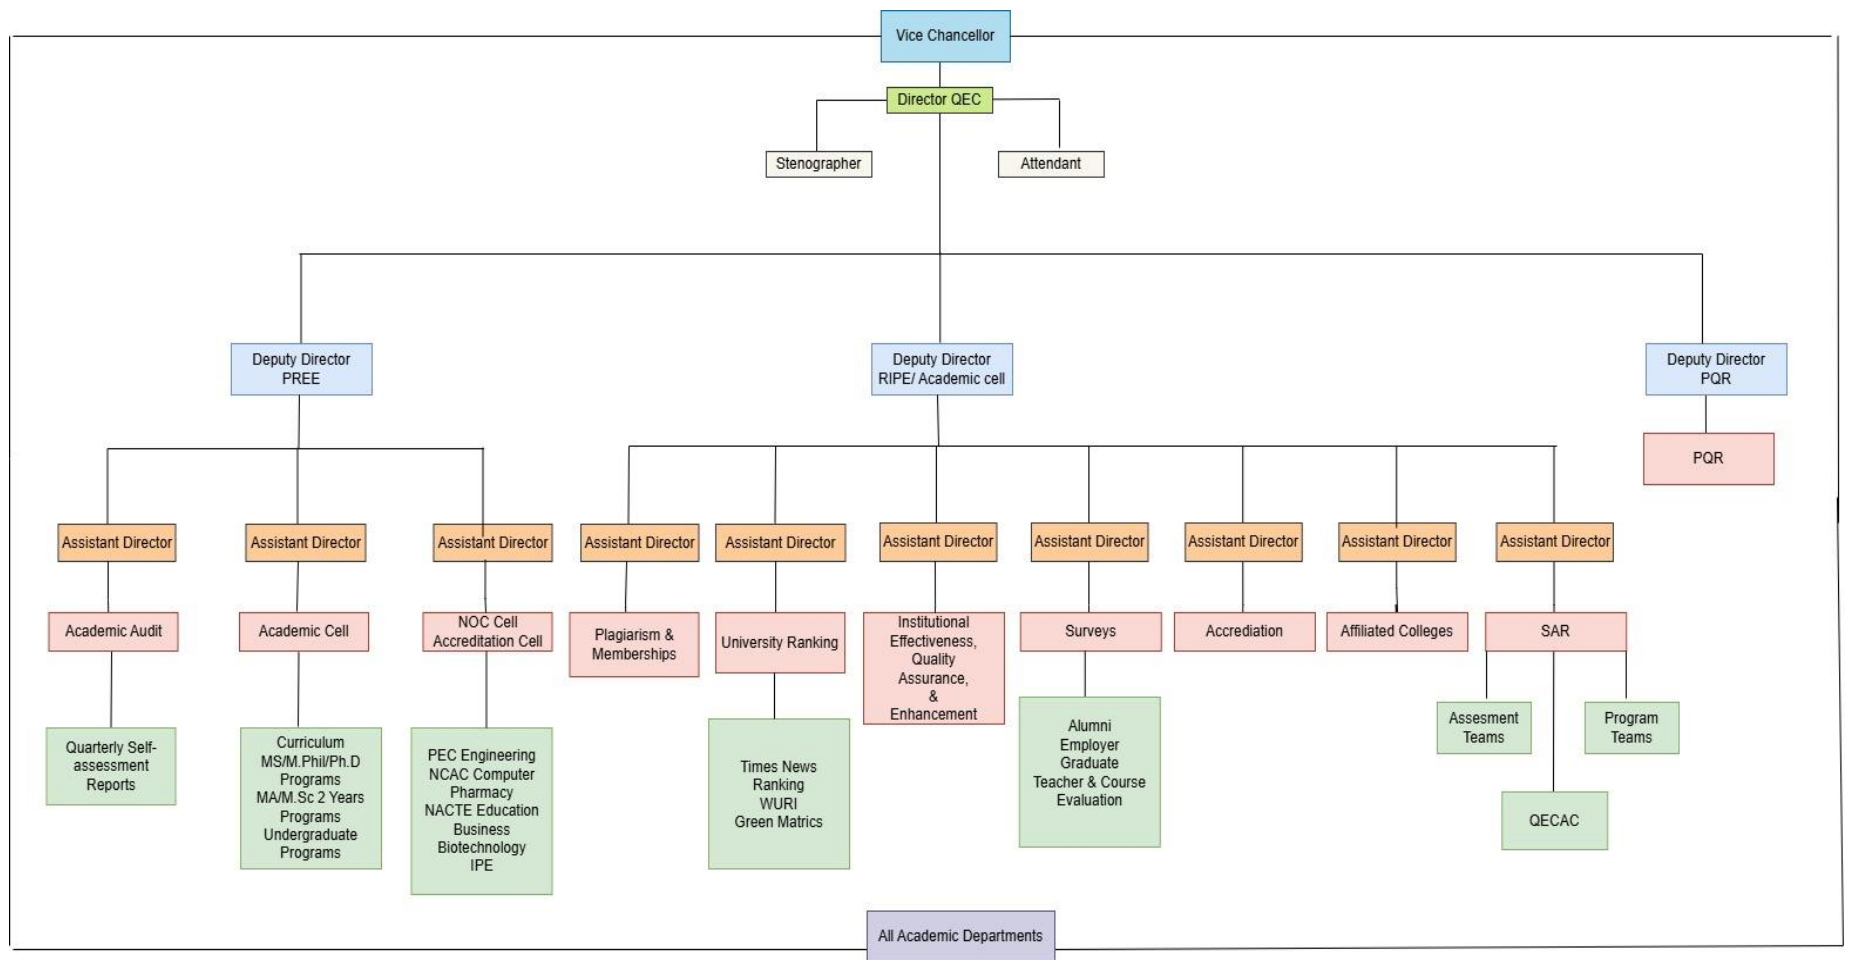 Vice Chancellor
Director QEC
Stenographer
Attendant
Deputy Director
PREE
Deputy Director
RIPE/ Academic cell
Deputy Director
PQR
PQR
Assistant Director
Assistant Director
Assistant Director
Assistant Director
Assistant Director
Assistant Director
Assistant Director
Assistant Director
Assistant Director
Assistant Director
Academic Audit
Academic Cell
NOC Cell
Accreditation Cell
Plagiarism &
Memberships
University Ranking
Institutional
Effectiveness,
Quality
Assurance,
&
Enhancement
Surveys
Accrediation
Affiliated Colleges
SAR
Quarterly Self-
assessment
Reports
Curriculum
MS/M.Phil/Ph.D
Programs
MA/M.Sc 2 Years
Programs
Undergraduate
Programs
PEC Engineering
NCAC Computer
Pharmacy
NACTE Education
Business
Biotechnology
IPE
Times News
Ranking
WURI
Green Matrics
Alumni
Employer
Graduate
Teacher & Course
Evaluation
Assesment
Teams
Program
Teams
QECAC
All Academic Departments